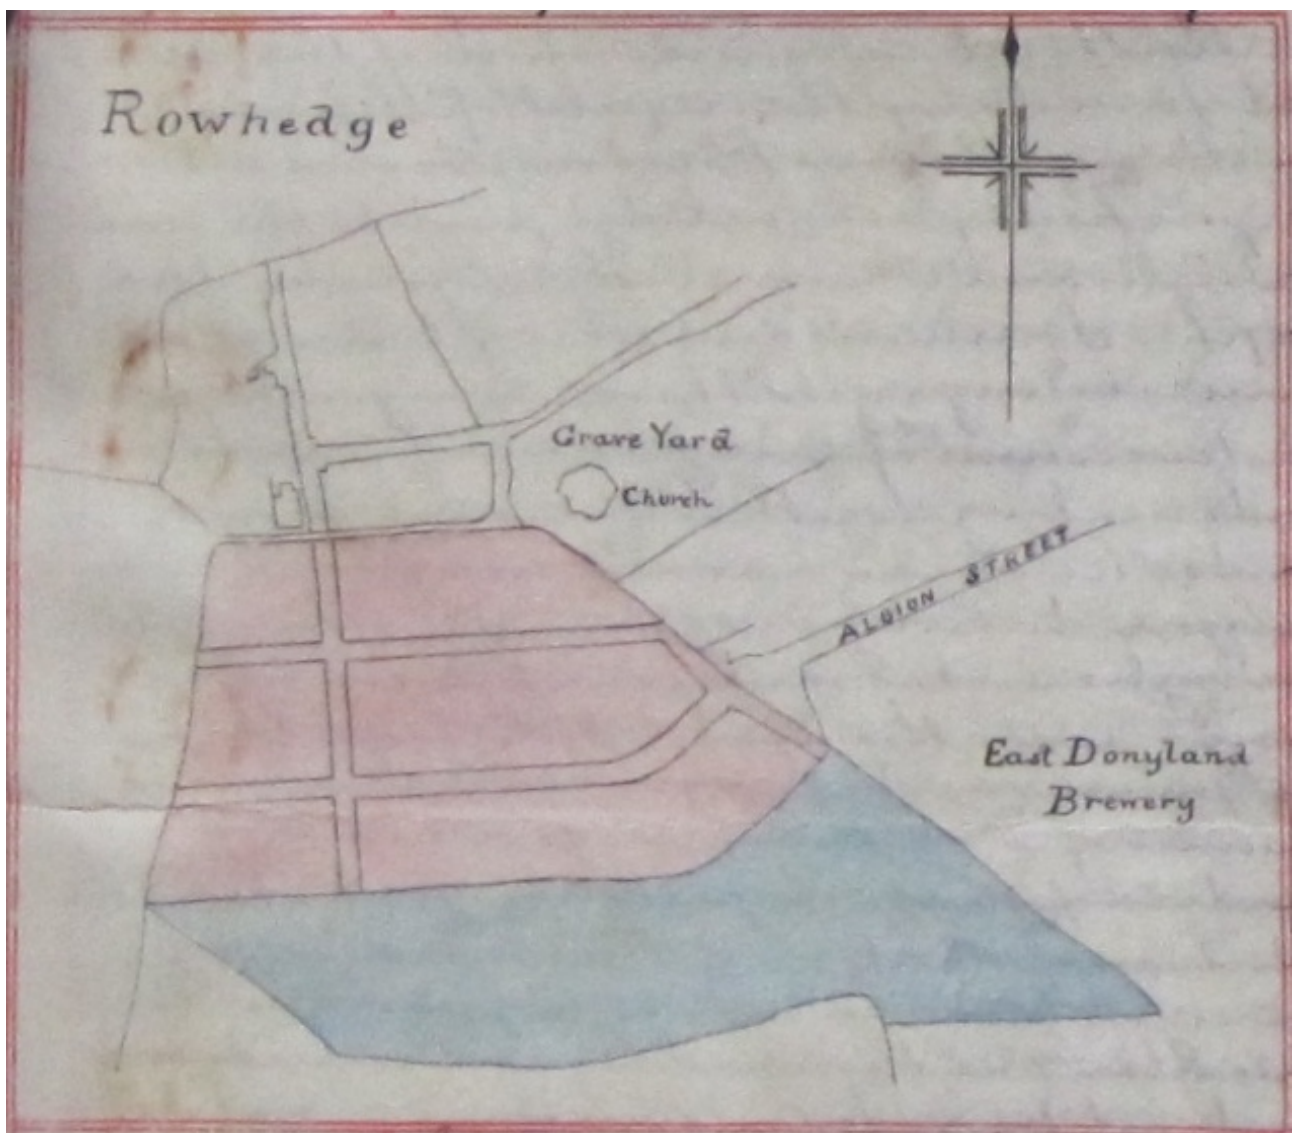 Rowhedge
Grave Yard
Church
ALBION STREET
East Donyland
Brewery